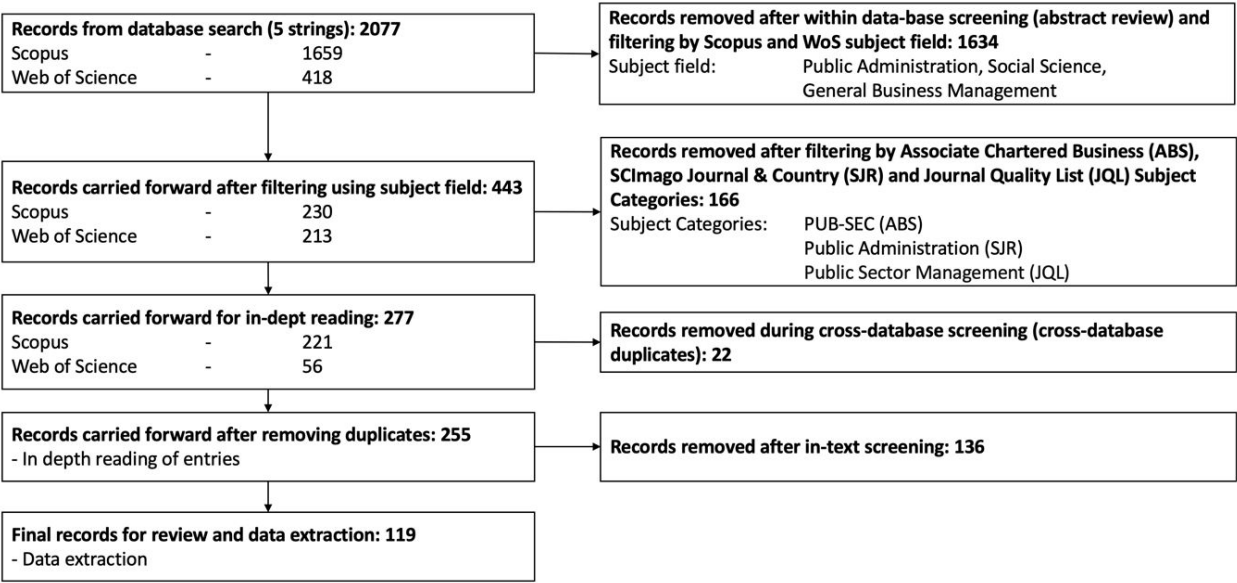 Records from database search (5 strings): 2077
Scopus - 1659
Web of Science - 418
Records removed after within data-base screening (abstract review) and
filtering by Scopus and WoS subject field: 1634
Subject field: Public Administration, Social Science,
General Business Management
Records carried forward after filtering using subject field: 443
Scopus - 230
Web of Science - 213
Records removed after filtering by Associate Chartered Business (ABS),
SCImago Journal & Country (SJR) and Journal Quality List (JQL) Subject
Categories: 166
Subject Categories: PUB-SEC (ABS)
Public Administration (SJR)
Public Sector Management (JQL)
Records carried forward for in-dept reading: 277
Scopus - 221
Web of Science - 56
Records removed during cross-database screening (cross-database
duplicates): 22
Records carried forward after removing duplicates: 255
- In depth reading of entries
Records removed after in-text screening: 136
Final records for review and data extraction: 119
- Data extraction